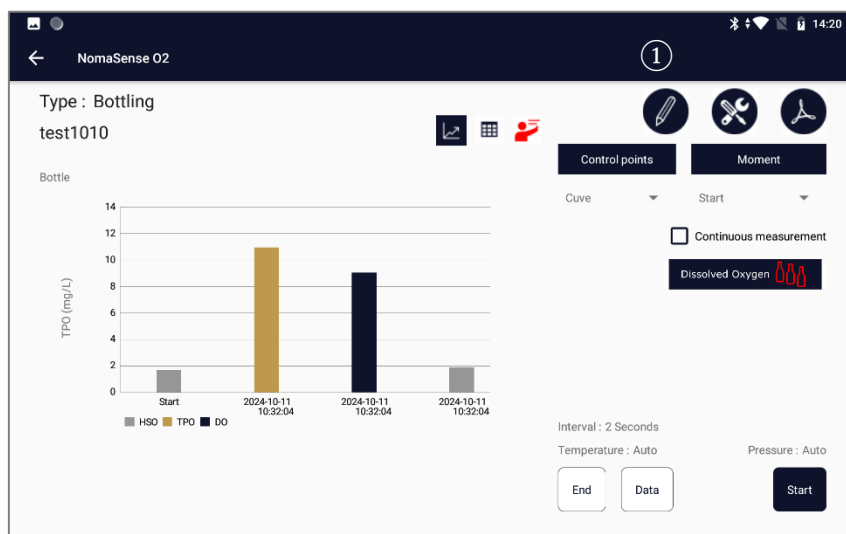 14:20
NomaSense O2
①
Type : Bottling
test1010
Control points
Moment
Bottle
Cuve
Start
14
12
10
8
6
4
2
0
TPO (mg/L)
Continuous measurement
Dissolved Oxygen
Start
2024-10-11
10:32:04
2024-10-11
10:32:04
2024-10-11
10:32:04
HSO TPO DO
Interval : 2 Seconds
Temperature : Auto
Pressure : Auto
End
Data
Start